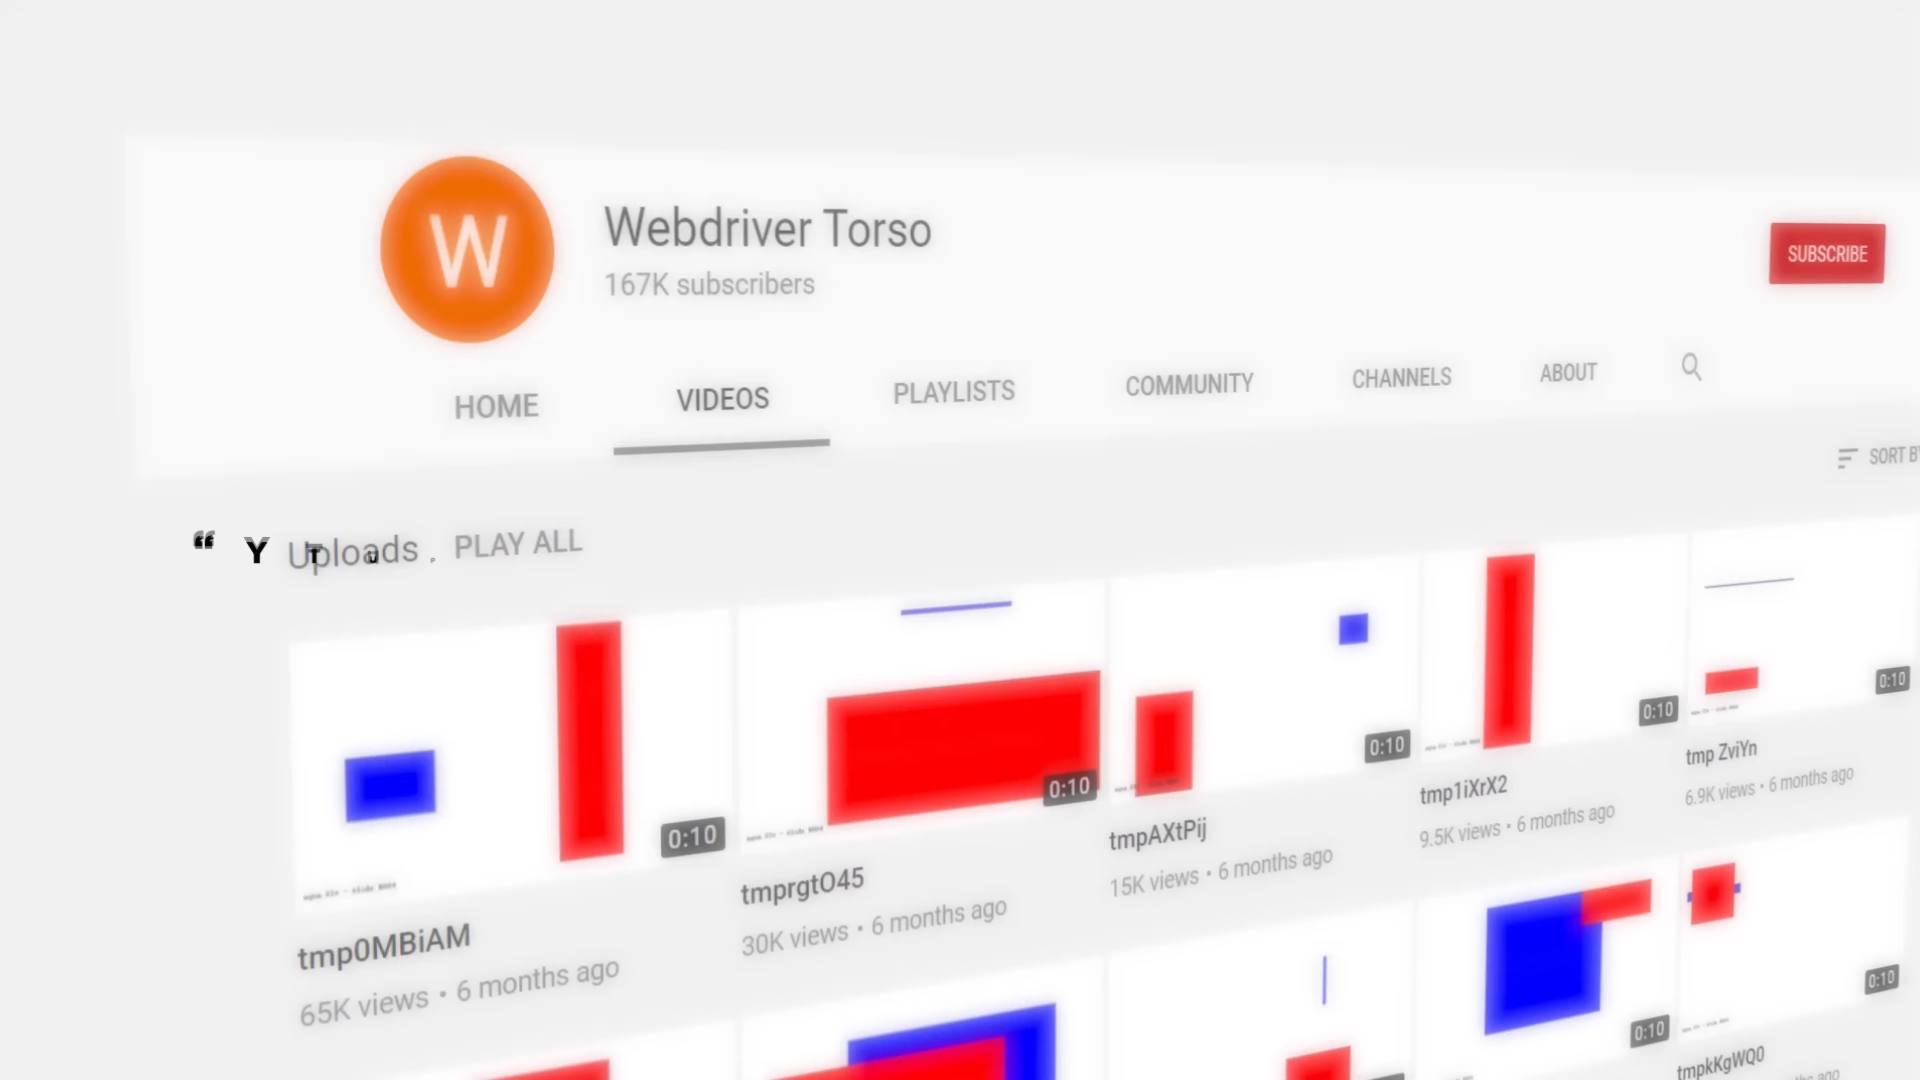 W
Webdriver Torso
167K subscribers
SUBSCRIBE
HOME VIDEOS PLAYLISTS COMMUNITY CHANNELS ABOUT
SORT BY
“ Y T
Uploads PLAY ALL
0:10
0:10
0:10
0:10
0:10
tmp0MBiAM
65K views • 6 months ago
tmprgtO45
30K views • 6 months ago
tmpAXtPij
15K views • 6 months ago
tmp1iXrX2
9.5K views • 6 months ago
tmp ZviYn
6.9K views • 6 months ago
0:10
0:10
tmpkKgWQ0